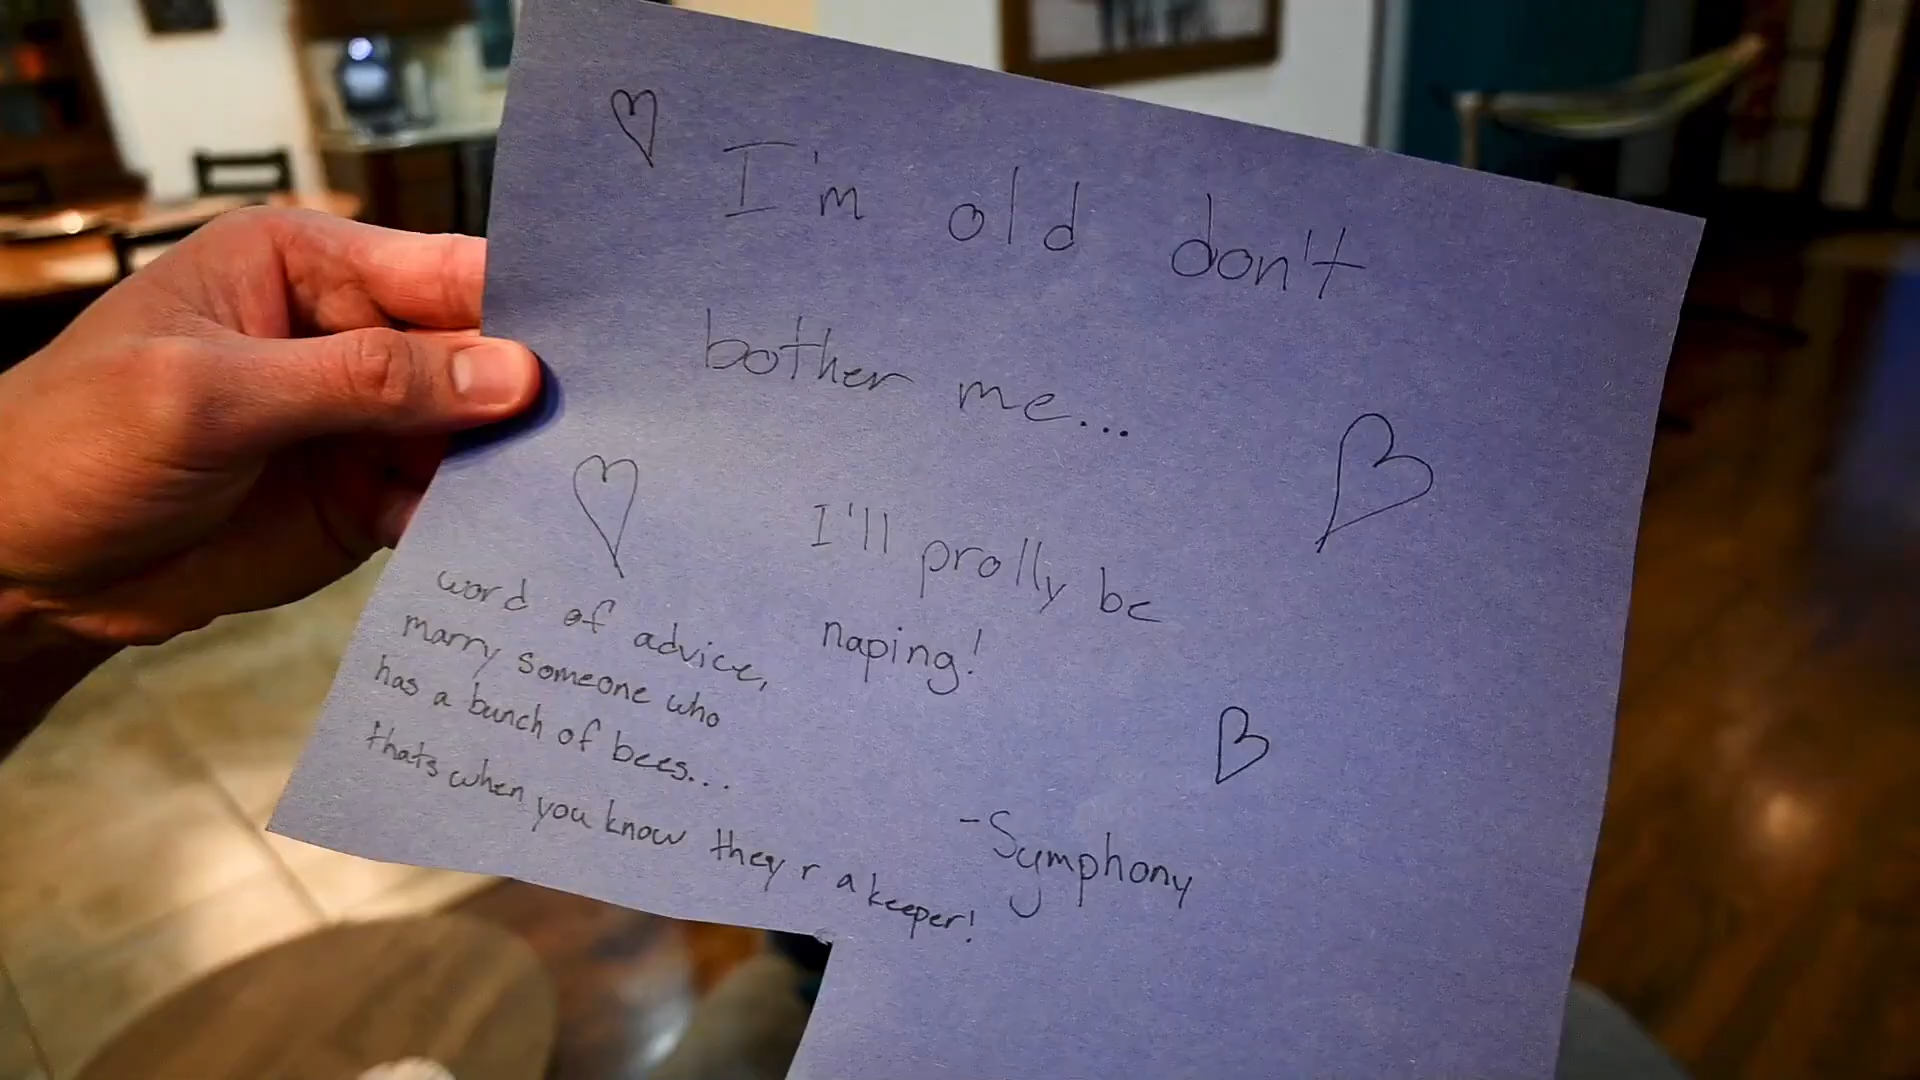 I'm old don't
bother me...
I'll prolly be
naping!
word of advice,
marry someone who
has a bunch of bees...
thats when you know they r a keeper!
-Symphony